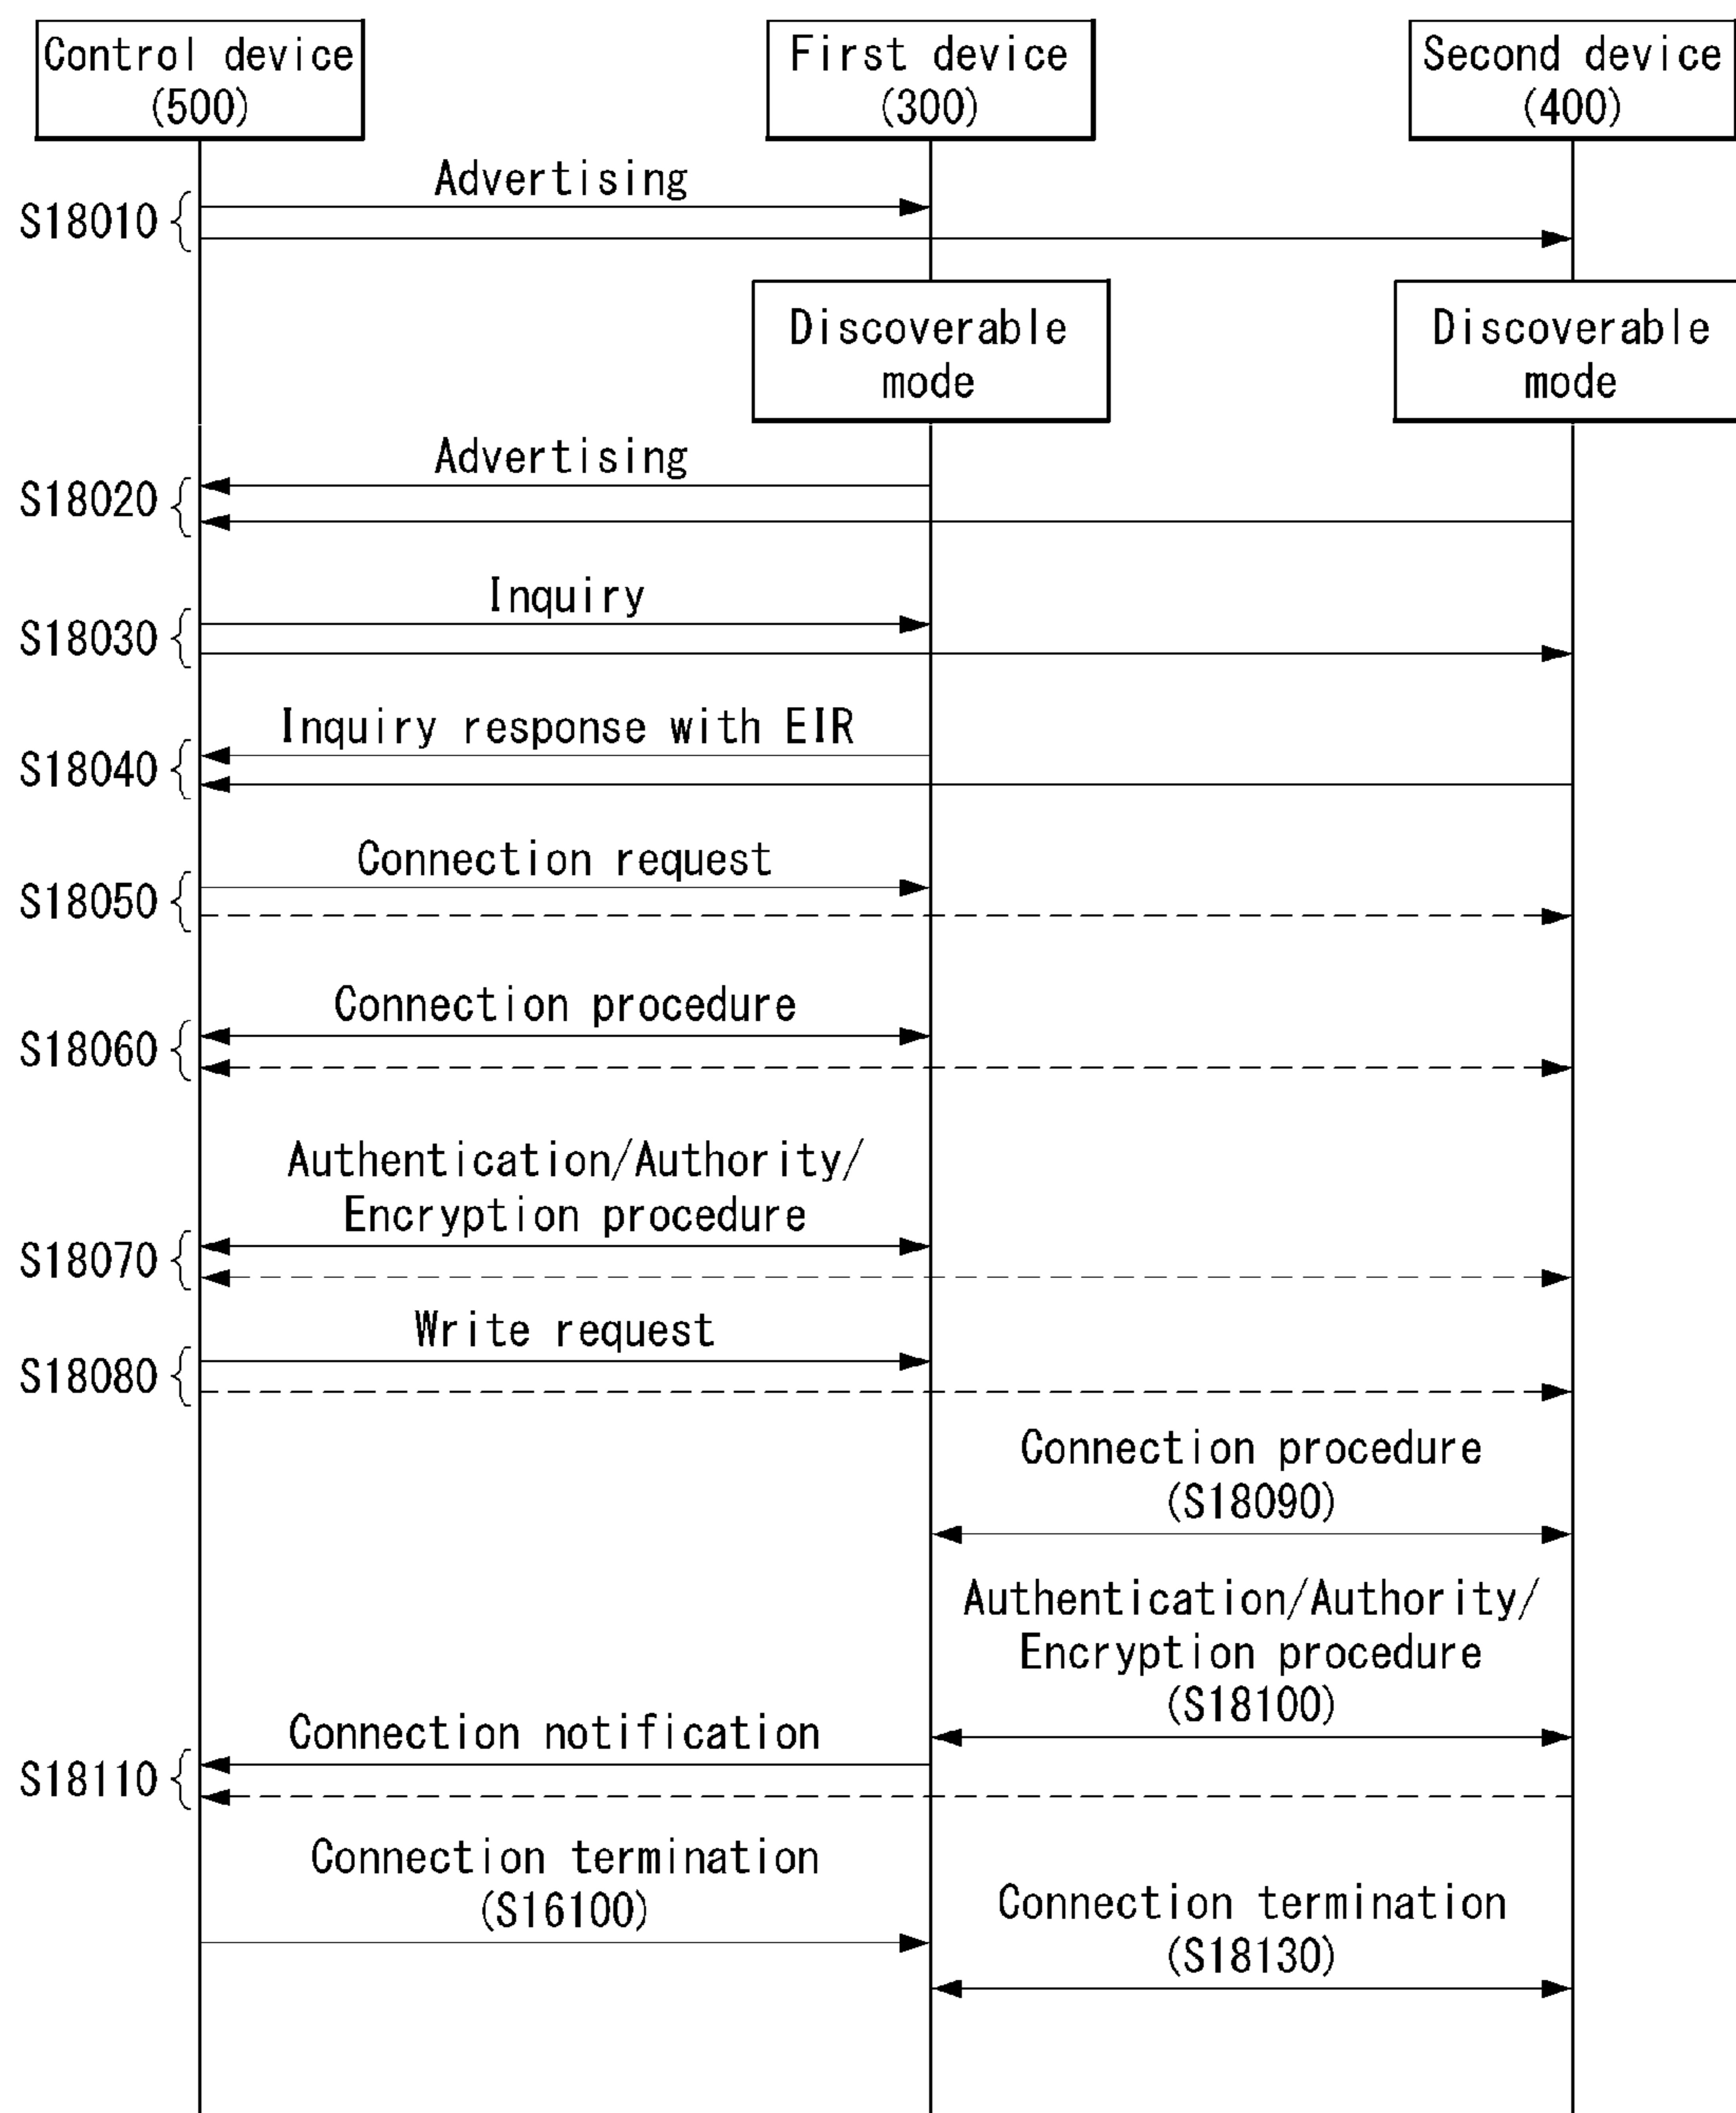 Control device
(500)
First device
(300)
Second device
(400)
Advertising
S18010
Discoverable
mode
Discoverable
mode
Advertising
S18020
Inquiry
S18030
Inquiry response with EIR
S18040
Connection request
S18050
Connection procedure
S18060
Authentication/Authority/
Encryption procedure
S18070
Write request
S18080
Connection procedure
(S18090)
Authentication/Authority/
Encryption procedure
(S18100)
Connection notification
S18110
Connection termination
(S16100)
Connection termination
(S18130)